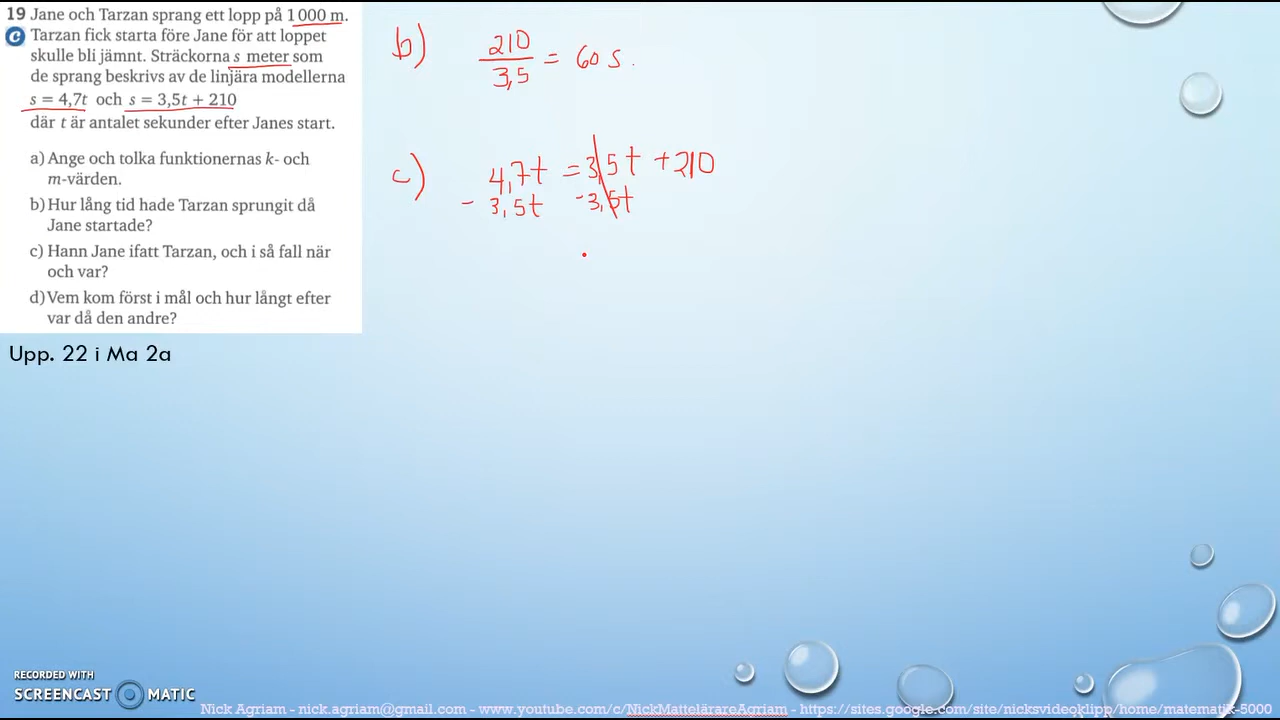 19 Jane och Tarzan sprang ett lopp på 1 000 m.
C Tarzan fick starta före Jane för att loppet
skulle bli jämnt. Sträckorna s meter som
de sprang beskrivs av de linjära modellerna
s = 4,7t och s = 3,5t + 210
där t är antalet sekunder efter Janes start.
a) Ange och tolka funktionernas k- och
m-värden.
b) Hur lång tid hade Tarzan sprungit då
Jane startade?
c) Hann Jane ifatt Tarzan, och i så fall när
och var?
d) Vem kom först i mål och hur långt efter
var då den andre?
Upp. 22 i Ma 2a
b) 210/3,5 = 60 s.
c) 4,7t = 3,5t + 210
- 3,5t - 3,5t
RECORDED WITH
SCREENCAST MATIC
Nick Agriam - nick.agriam@gmail.com - www.youtube.com/c/NickMattelärareAgriam - https://sites.google.com/site/nicksvideoklipp/home/matematik-5000